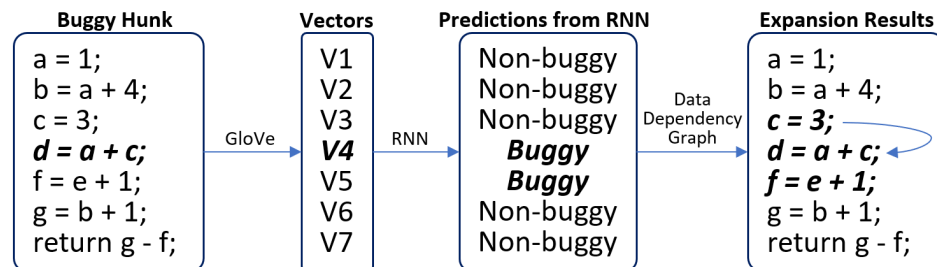 Buggy Hunk
a = 1;
b = a + 4;
c = 3;
d = a + c;
f = e + 1;
g = b + 1;
return g - f;
GloVe
Vectors
V1
V2
V3
V4
V5
V6
V7
RNN
Predictions from RNN
Non-buggy
Non-buggy
Non-buggy
Buggy
Buggy
Non-buggy
Non-buggy
Data
Dependency
Graph
Expansion Results
a = 1;
b = a + 4;
c = 3;
d = a + c;
f = e + 1;
g = b + 1;
return g - f;